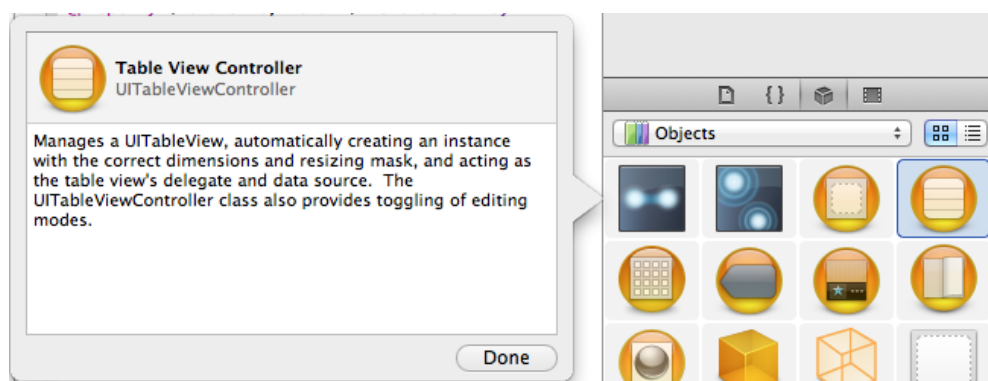 Table View Controller
UITableViewController
Manages a UITableView, automatically creating an instance
with the correct dimensions and resizing mask, and acting as
the table view's delegate and data source.  The
UITableViewController class also provides toggling of editing
modes.
Done
{}
Objects